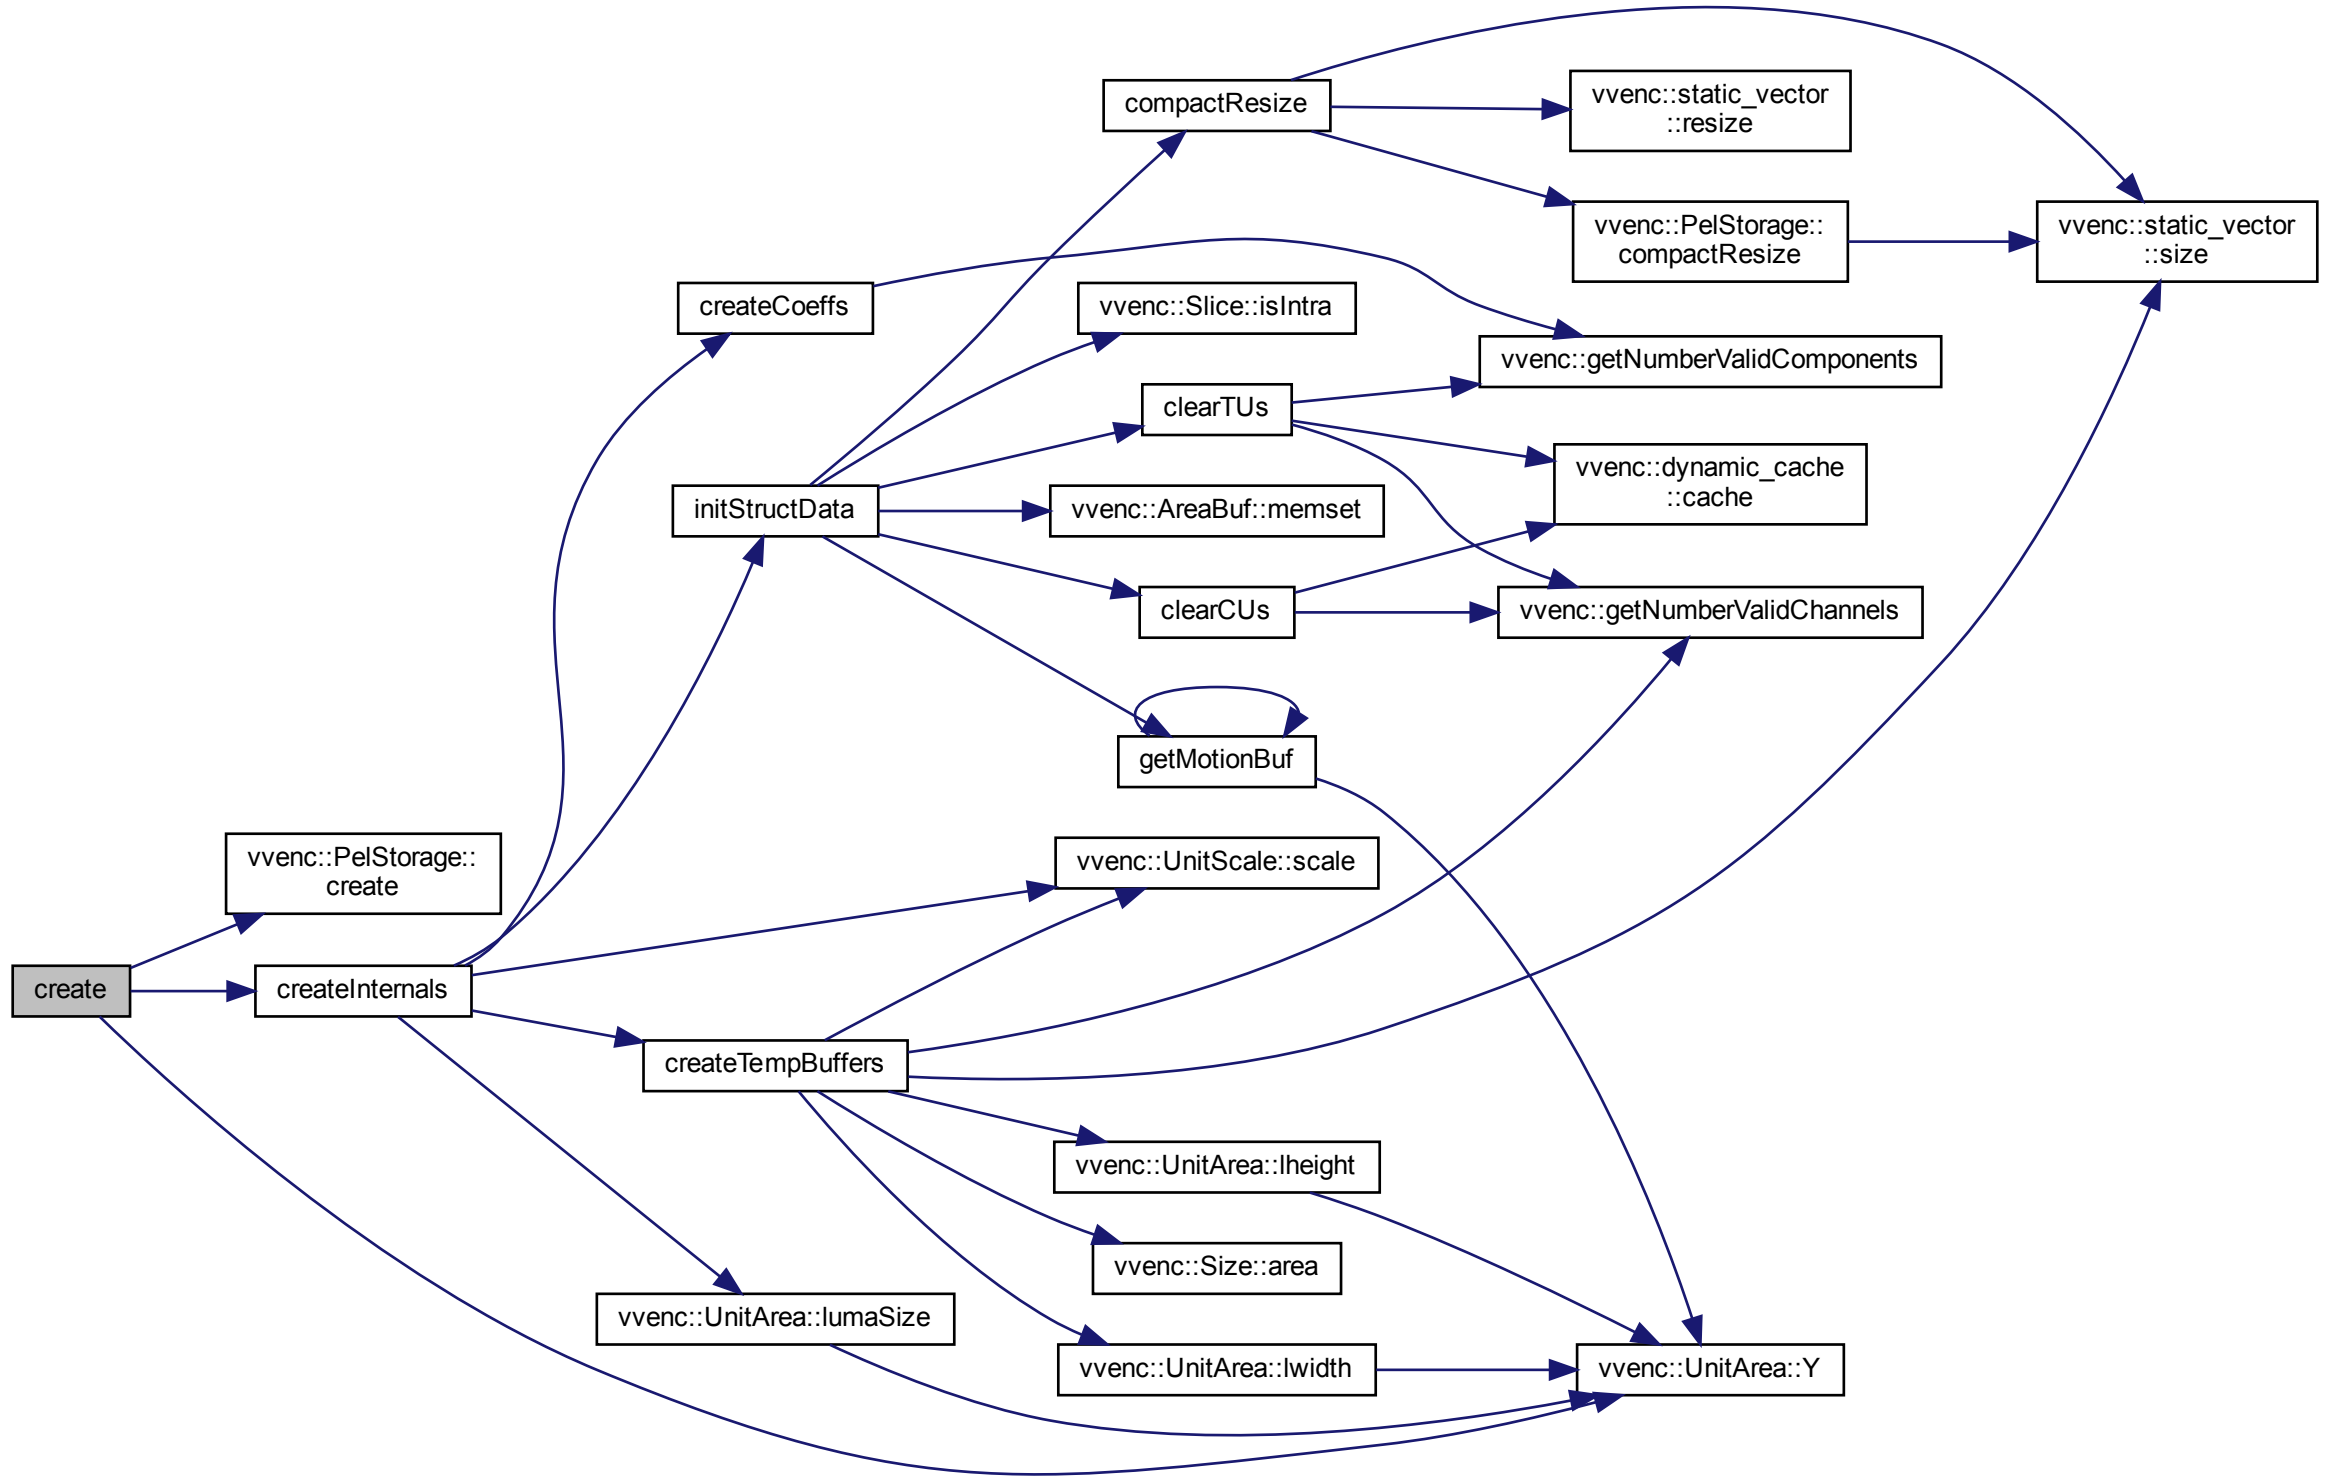 compactResize
vvenc::static_vector
::resize
vvenc::PelStorage::
compactResize
vvenc::static_vector
::size
createCoeffs
vvenc::Slice::isIntra
vvenc::getNumberValidComponents
clearTUs
vvenc::dynamic_cache
::cache
initStructData
vvenc::AreaBuf::memset
clearCUs
vvenc::getNumberValidChannels
getMotionBuf
vvenc::PelStorage::
create
vvenc::UnitScale::scale
create
createInternals
createTempBuffers
vvenc::UnitArea::lheight
vvenc::Size::area
vvenc::UnitArea::lumaSize
vvenc::UnitArea::lwidth
vvenc::UnitArea::Y